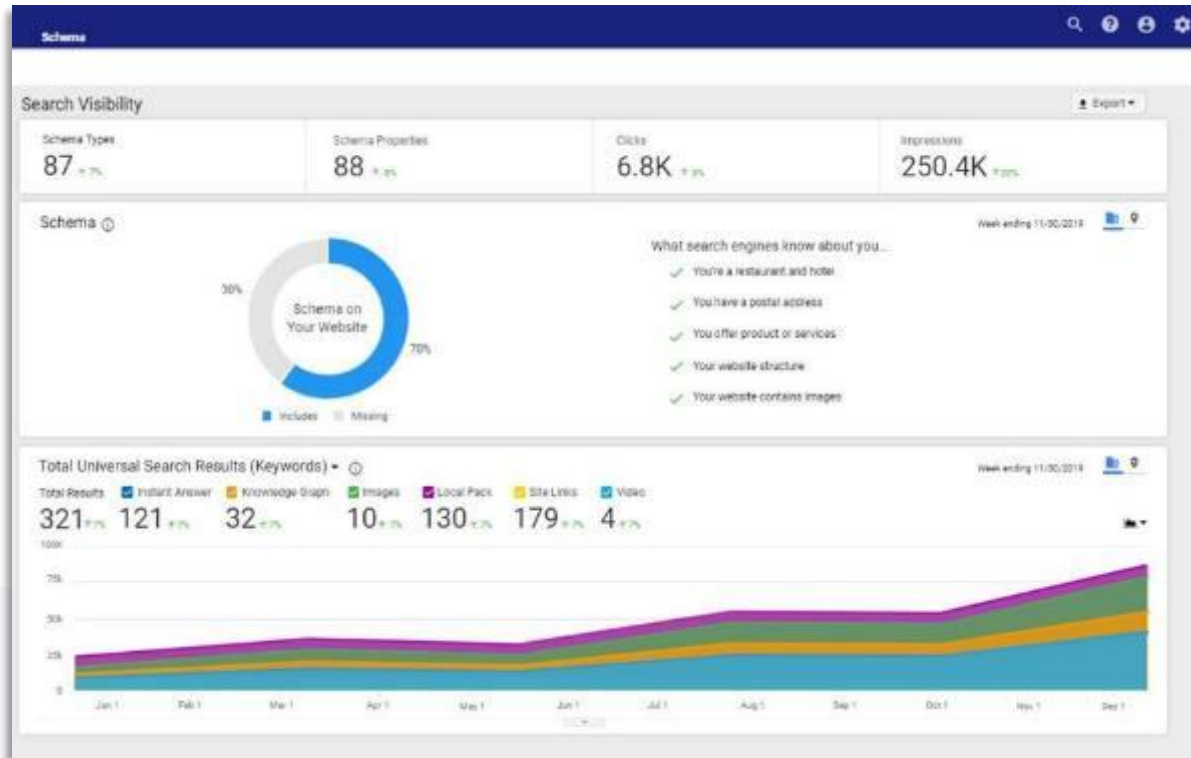 Schema
Search Visibility
Export
Schema Types
Schema Properties
Clicks
Impressions
87
88
6.8K
250.4K
Schema
Week ending 11/30/2019
What search engines know about you...
You're a restaurant and hotel
You have a postal address
You offer product or services
Your website structure
Your website contains images
30%
Schema on
Your Website
70%
Includes Missing
Total Universal Search Results (Keywords)
Week ending 11/30/2019
Total Results Instant Answer Knowledge Graph Images Local Pack Site Links Video
321 121 32 10 130 179 4
100K
75k
50k
25k
0
Jan 1 Feb 1 Mar 1 Apr 1 May 1 Jun 1 Jul 1 Aug 1 Sep 1 Oct 1 Nov 1 Dec 1